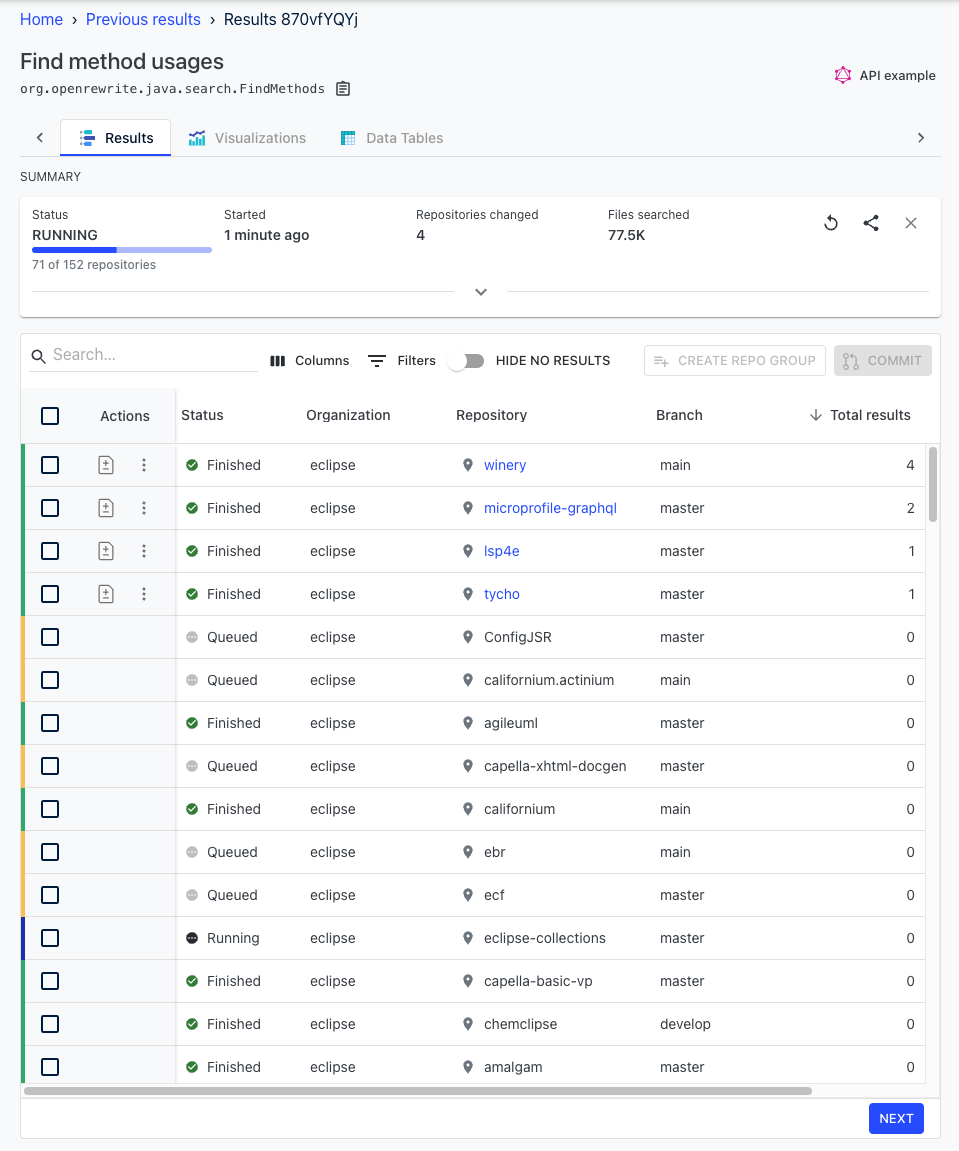 Home › Previous results › Results 870vfYQYj
Find method usages
org.openrewrite.java.search.FindMethods
API example
Results Visualizations Data Tables
SUMMARY
Status Started Repositories changed Files searched
RUNNING 1 minute ago 4 77.5K
71 of 152 repositories
Search... Columns Filters HIDE NO RESULTS CREATE REPO GROUP COMMIT
Actions Status Organization Repository Branch Total results
Finished eclipse winery main 4
Finished eclipse microprofile-graphql master 2
Finished eclipse lsp4e master 1
Finished eclipse tycho master 1
Queued eclipse ConfigJSR master 0
Queued eclipse californium.actinium main 0
Finished eclipse agileuml master 0
Queued eclipse capella-xhtml-docgen master 0
Finished eclipse californium main 0
Queued eclipse ebr main 0
Queued eclipse ecf master 0
Running eclipse eclipse-collections master 0
Finished eclipse capella-basic-vp master 0
Finished eclipse chemclipse develop 0
Finished eclipse amalgam master 0
NEXT